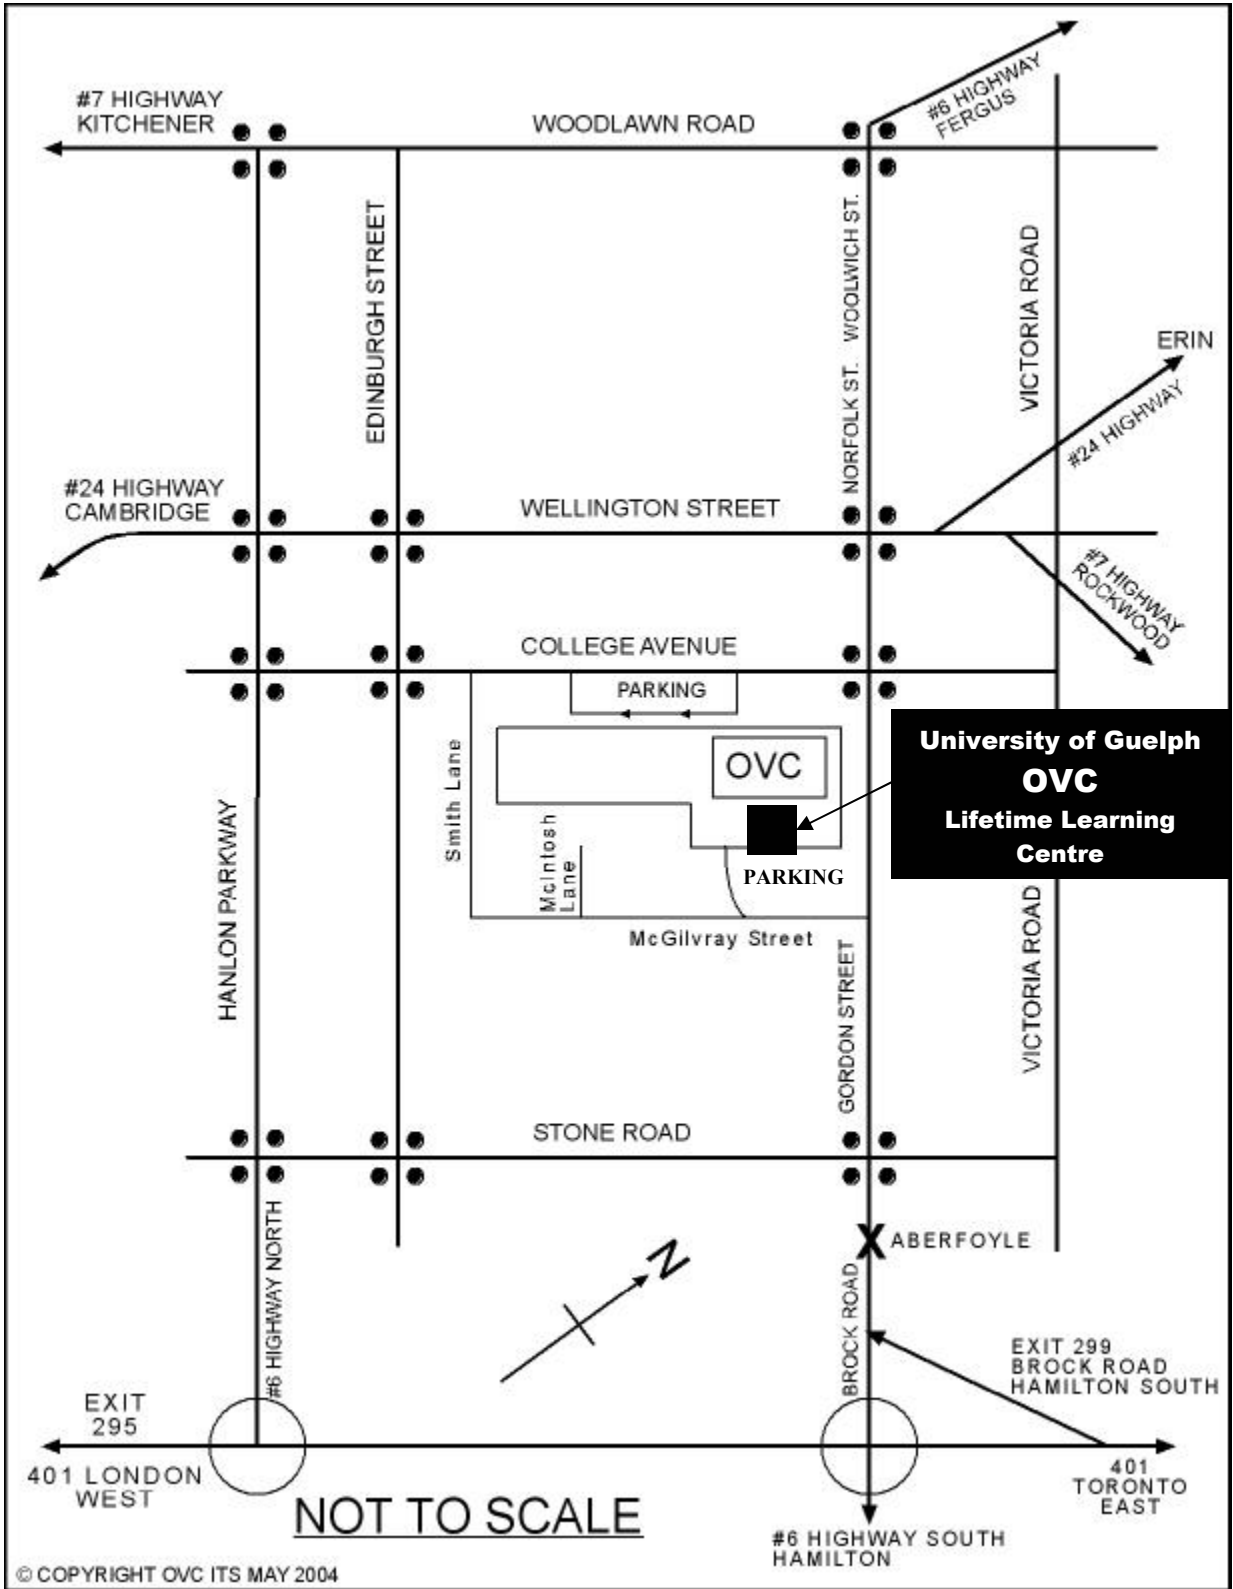 #6 HIGHWAY
FERGUS
#7 HIGHWAY
KITCHENER
WOODLAWN ROAD
EDINBURGH STREET
WOOLWICH ST.
NORFOLK ST.
VICTORIA ROAD
ERIN
#24 HIGHWAY
#24 HIGHWAY
CAMBRIDGE
WELLINGTON STREET
#7 HIGHWAY
ROCKWOOD
COLLEGE AVENUE
PARKING
University of Guelph
OVC
Lifetime Learning
Centre
OVC
Smith Lane
McIntosh
Lane
PARKING
McGilvray Street
HANLON PARKWAY
GORDON STREET
VICTORIA ROAD
STONE ROAD
#6 HIGHWAY NORTH
N
X ABERFOYLE
BROCK ROAD
EXIT 299
BROCK ROAD
HAMILTON SOUTH
EXIT
295
401 LONDON
WEST
401
TORONTO
EAST
NOT TO SCALE
#6 HIGHWAY SOUTH
HAMILTON
© COPYRIGHT OVC ITS MAY 2004